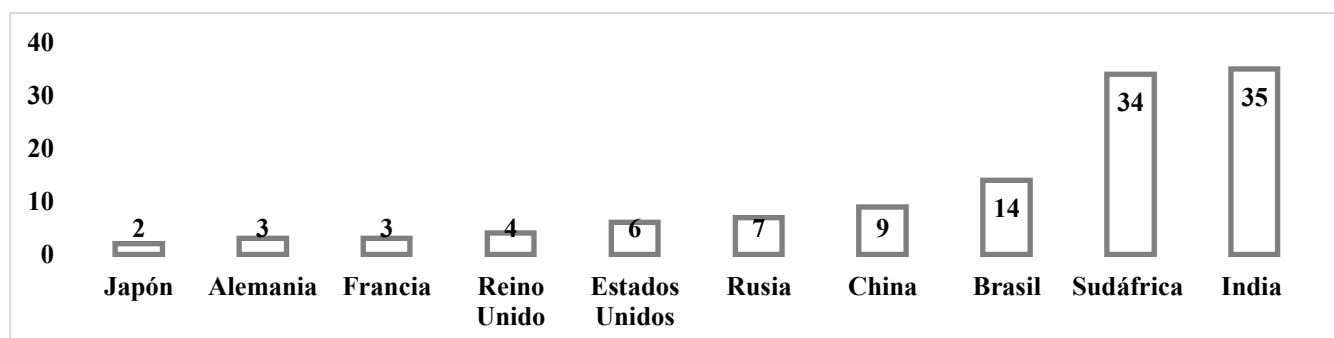 40
30
20
10
0
2
3
3
4
6
7
9
14
34
35
Japón
Alemania
Francia
Reino
Unido
Estados
Unidos
Rusia
China
Brasil
Sudáfrica
India